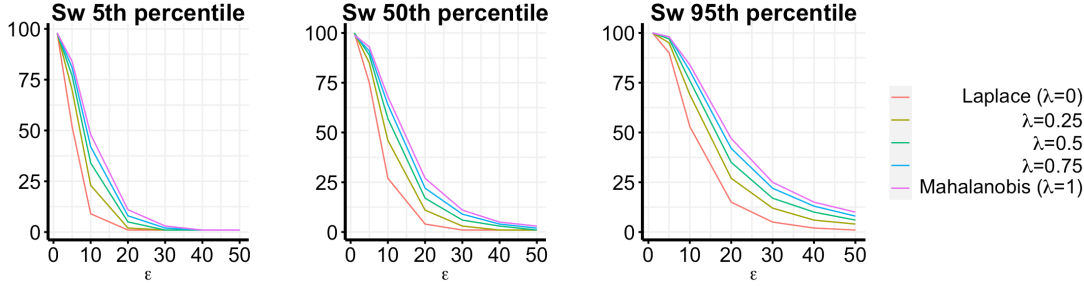 Sw 5th percentile
100
75
50
25
0
0 10 20 30 40 50
ε
Sw 50th percentile
100
75
50
25
0
0 10 20 30 40 50
ε
Sw 95th percentile
100
75
50
25
0
0 10 20 30 40 50
ε
Laplace (λ=0)
λ=0.25
λ=0.5
λ=0.75
Mahalanobis (λ=1)